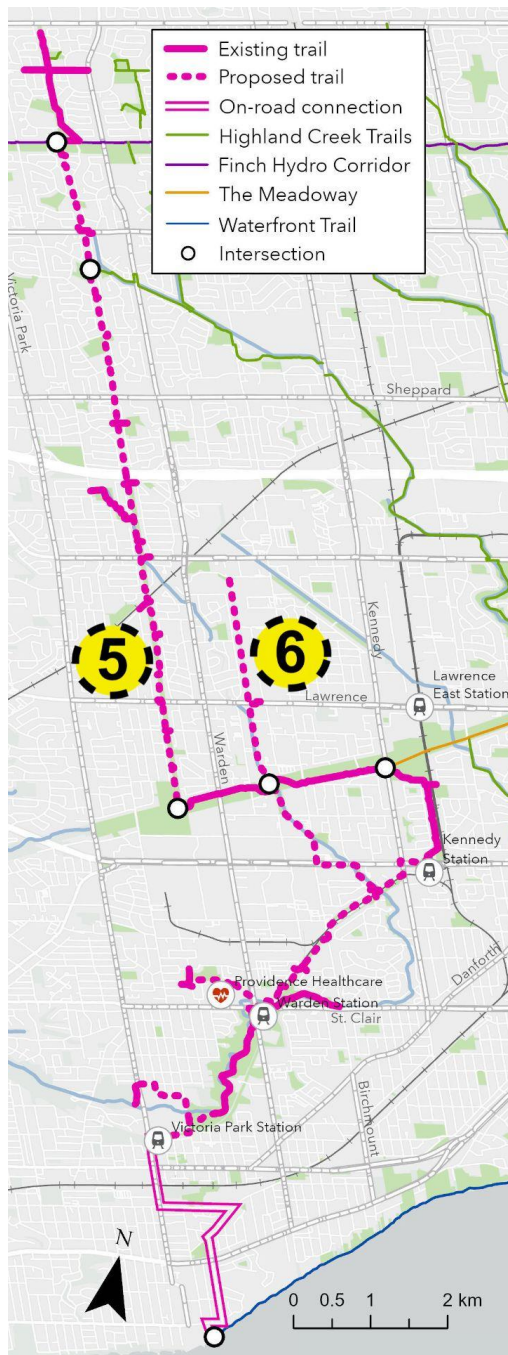 Existing trail
Proposed trail
On-road connection
Highland Creek Trails
Finch Hydro Corridor
The Meadoway
Waterfront Trail
Intersection
Victoria Park
Sheppard
5
6
Kennedy
Lawrence
East Station
Lawrence
Warden
Kennedy
Station
Danforth
Providence Healthcare
Warden Station
St. Clair
Birchmount
Victoria Park Station
N
0 0.5 1 2 km